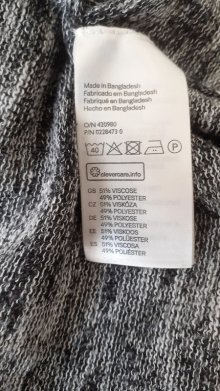 Made in Bangladesh
Fabricado em Bangladesh
Fabriqué en Bangladesh
Hecho en Bangladesh
O/N 420980
P/N 0228473 0
40 P
clevercare.info
GB 51% VISCOSE
49% POLYESTER
CZ 51% VISKÓZA
49% POLYESTER
DE 51% VISKOSE
49% POLYESTER
EE 51% VISKOOS
49% POLÜESTER
ES 51% VISCOSA
49% POLIÉSTER